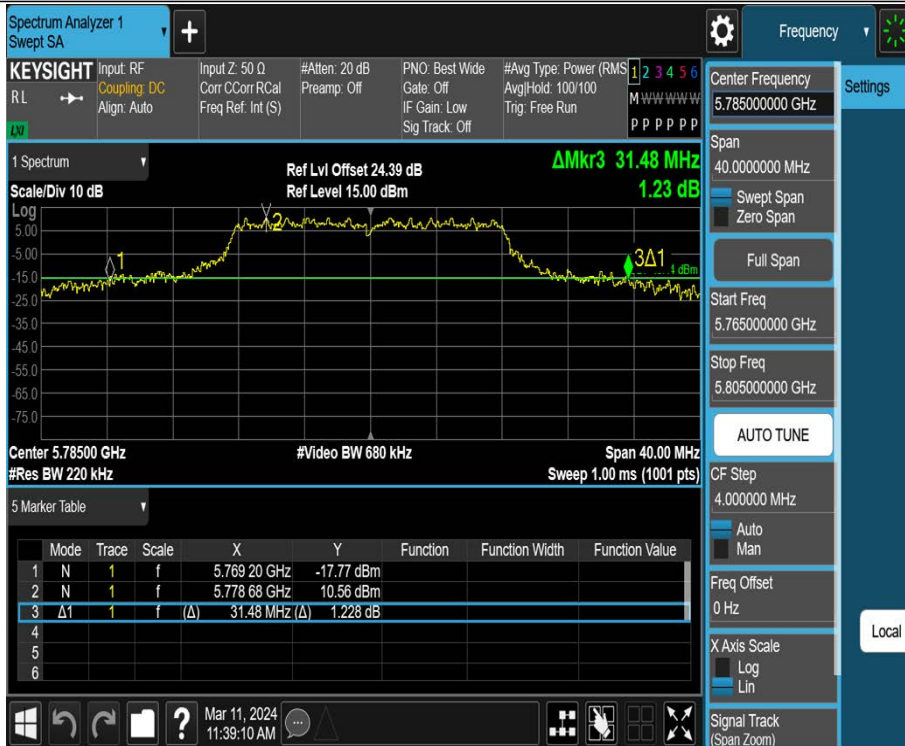 Spectrum Analyzer 1
Swept SA
+
Frequency
KEYSIGHT
RL
LXI
Input: RF
Coupling: DC
Align: Auto
Input Z: 50 Ω
Corr CCorr RCal
Freq Ref: Int (S)
#Atten: 20 dB
Preamp: Off
PNO: Best Wide
Gate: Off
IF Gain: Low
Sig Track: Off
#Avg Type: Power (RMS
Avg|Hold: 100/100
Trig: Free Run
1 2 3 4 5 6
M W W W W W
P P P P P P
1 Spectrum
Scale/Div 10 dB
Log
Ref Lvl Offset 24.39 dB
Ref Level 15.00 dBm
ΔMkr3 31.48 MHz
1.23 dB
5.00
-5.00
-15.0
-25.0
-35.0
-45.0
-55.0
-65.0
-75.0
1
2
3Δ1
dBm
Center 5.78500 GHz
#Video BW 680 kHz
Span 40.00 MHz
#Res BW 220 kHz
Sweep 1.00 ms (1001 pts)
5 Marker Table
Mode Trace Scale X Y Function Function Width Function Value
1 N 1 f 5.769 20 GHz -17.77 dBm
2 N 1 f 5.778 68 GHz 10.56 dBm
3 Δ1 1 f (Δ) 31.48 MHz (Δ) 1.228 dB
4
5
6
?
Mar 11, 2024
11:39:10 AM
Center Frequency
5.785000000 GHz
Span
40.0000000 MHz
Swept Span
Zero Span
Full Span
Start Freq
5.765000000 GHz
Stop Freq
5.805000000 GHz
AUTO TUNE
CF Step
4.000000 MHz
Auto
Man
Freq Offset
0 Hz
X Axis Scale
Log
Lin
Signal Track
(Span Zoom)
Settings
Local